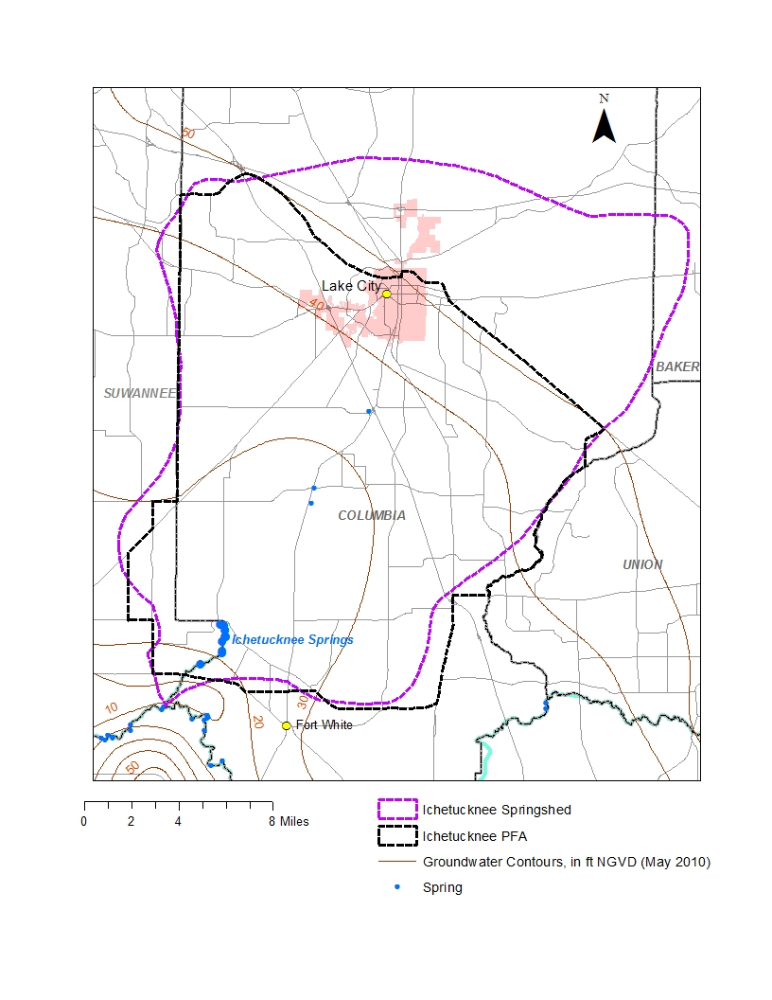 N
50
Lake City
40
BAKER
SUWANNEE
COLUMBIA
UNION
Ichetucknee Springs
10
20
30
Fort White
50
0 2 4 8 Miles
Ichetucknee Springshed
Ichetucknee PFA
Groundwater Contours, in ft NGVD (May 2010)
Spring